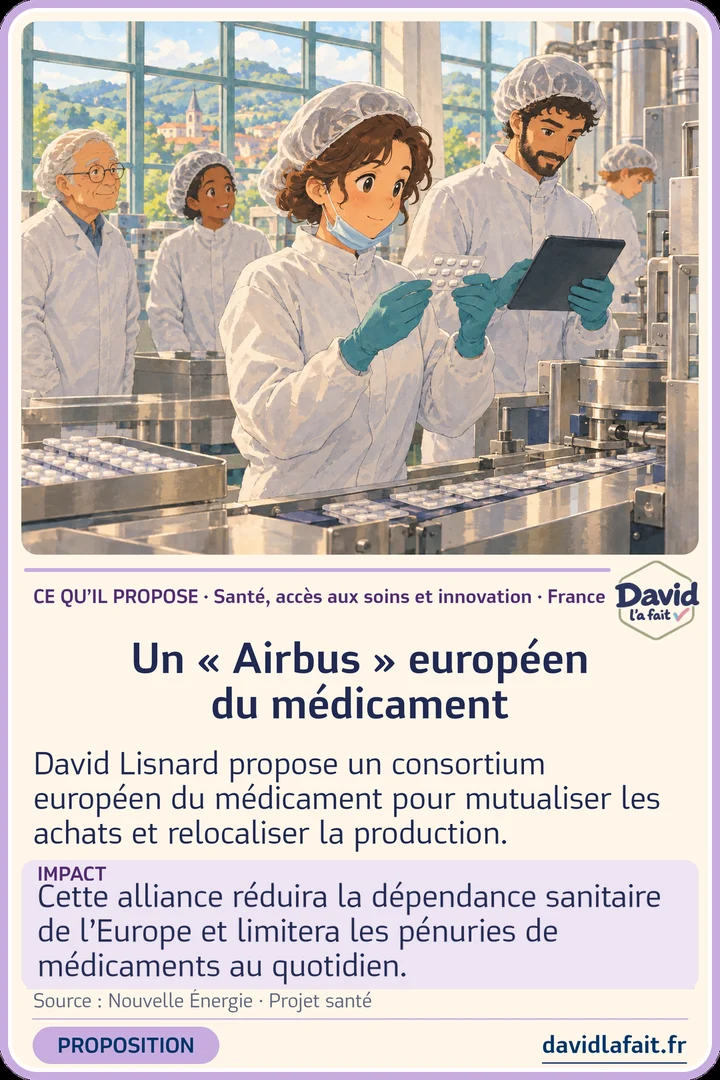 CE QU'IL PROPOSE · Santé, accès aux soins et innovation · France
David
l'a fait
Un « Airbus » européen
du médicament
David Lisnard propose un consortium
européen du médicament pour mutualiser les
achats et relocaliser la production.
IMPACT
Cette alliance réduira la dépendance sanitaire
de l'Europe et limitera les pénuries de
médicaments au quotidien.
Source : Nouvelle Énergie · Projet santé
PROPOSITION
davidlafait.fr